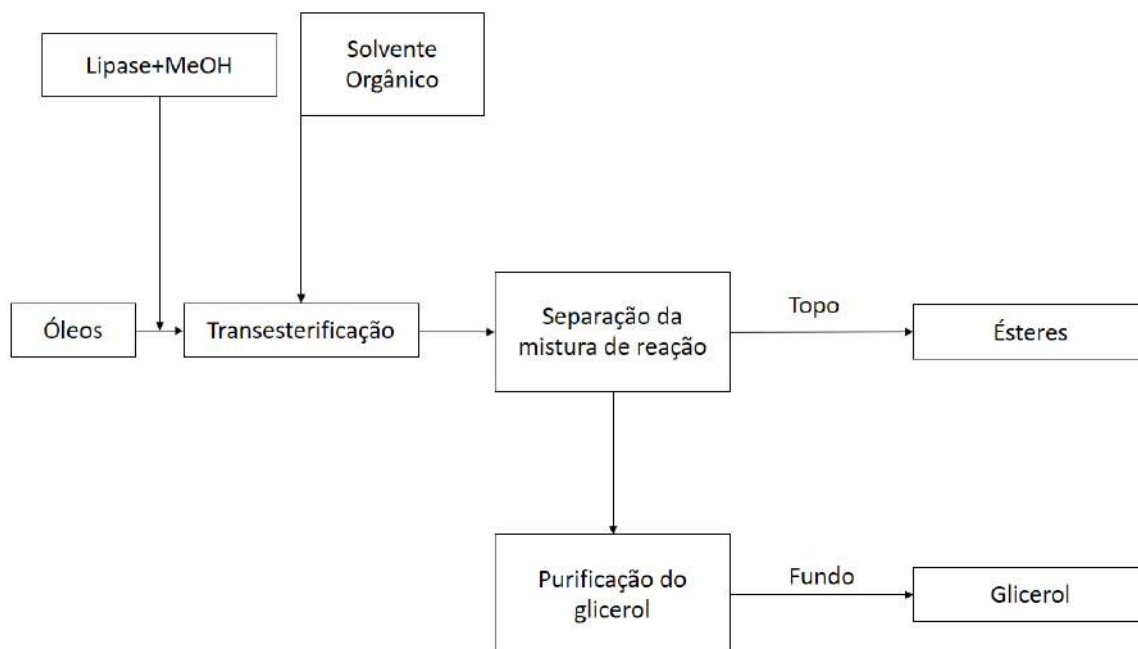 Lipase+MeOH
Solvente
Orgânico
Óleos
Transesterificação
Separação da
mistura de reação
Topo
Ésteres
Purificação do
glicerol
Fundo
Glicerol